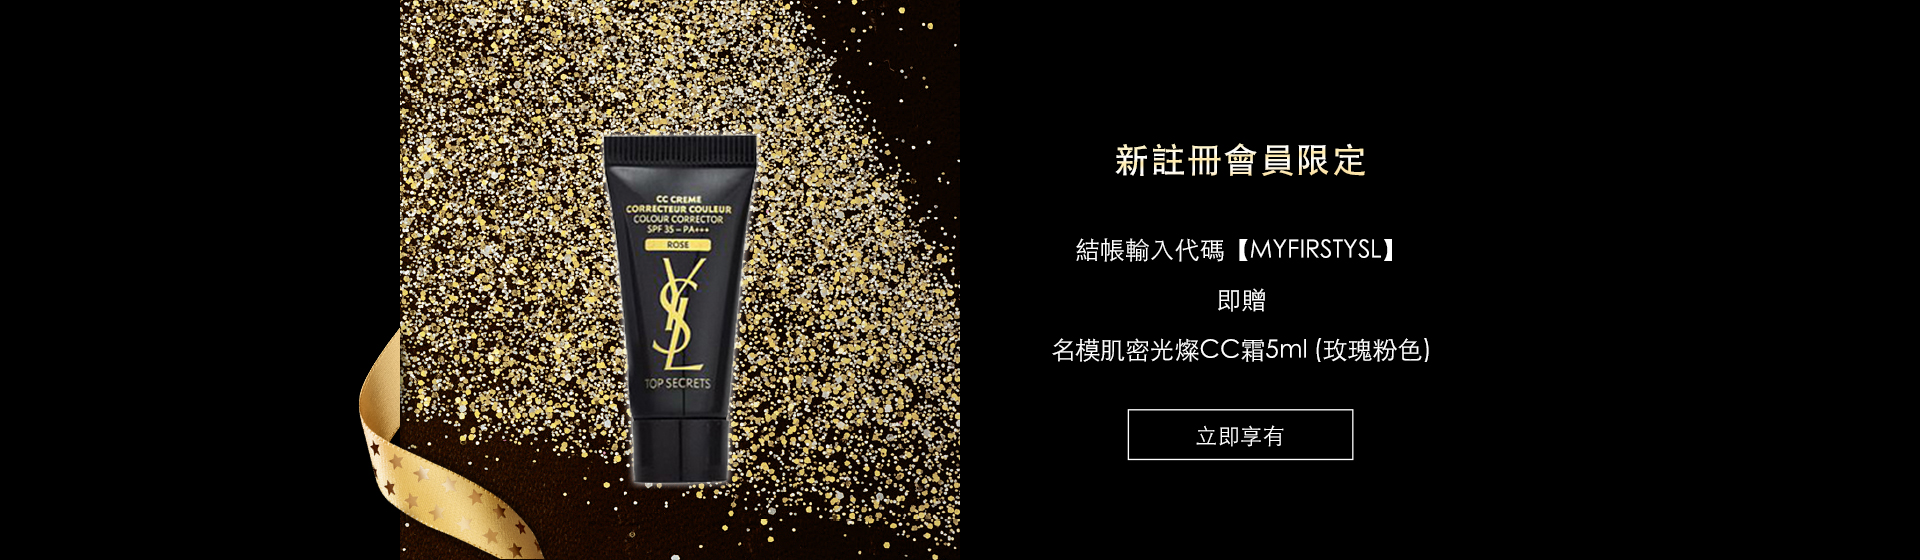 CC CREME
CORRECTEUR COULEUR
COLOUR CORRECTOR
SPF 35 – PA+++
ROSE
YSL
TOP SECRETS
新註冊會員限定
結帳輸入代碼【MYFIRSTYSL】
即贈
名模肌密光燦CC霜5ml (玫瑰粉色)
立即享有